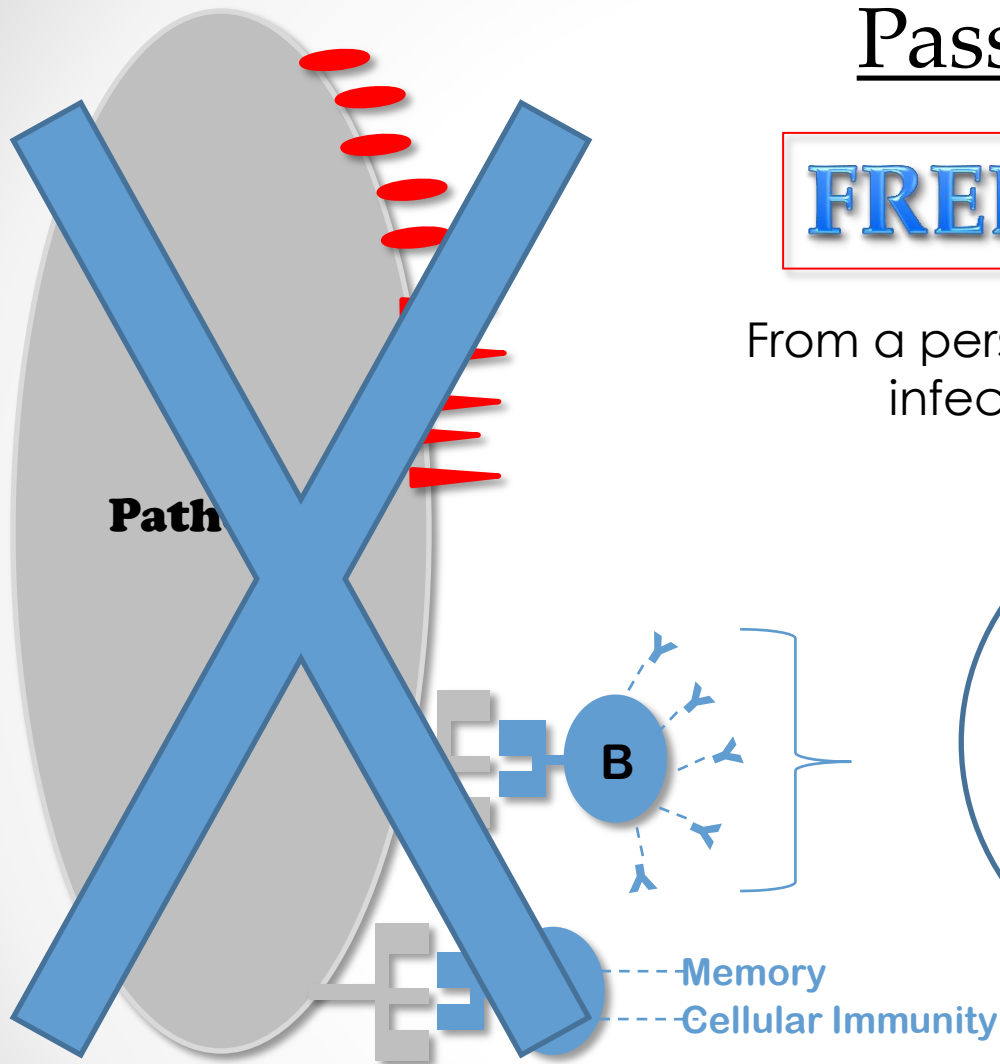 Pass
FREE
From a pers
infec
Path
B
Memory
Cellular Immunity